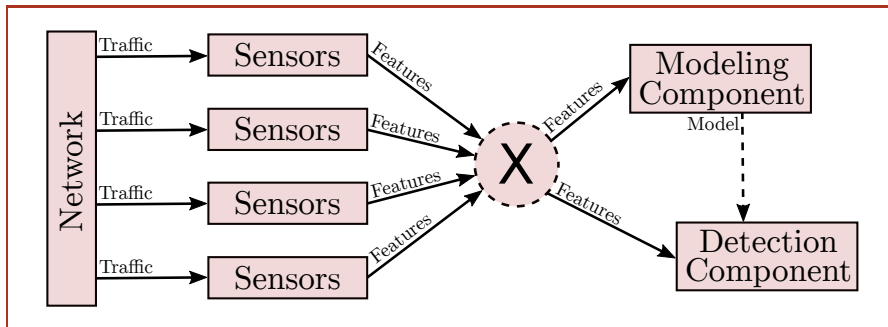 Network
Traffic
Sensors
Features
Traffic
Sensors
Features
Traffic
Sensors
Features
Traffic
Sensors
Features
X
Features
Modeling
Component
Model
Features
Detection
Component